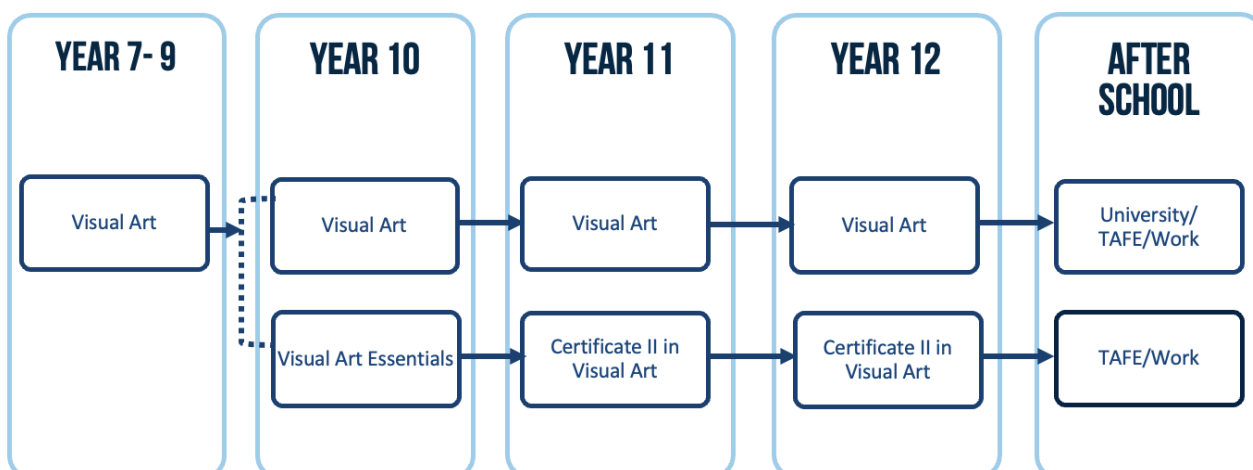 YEAR 7- 9
YEAR 10
YEAR 11
YEAR 12
AFTER
SCHOOL
Visual Art
Visual Art
Visual Art
Visual Art
University/
TAFE/Work
Visual Art Essentials
Certificate II in
Visual Art
Certificate II in
Visual Art
TAFE/Work